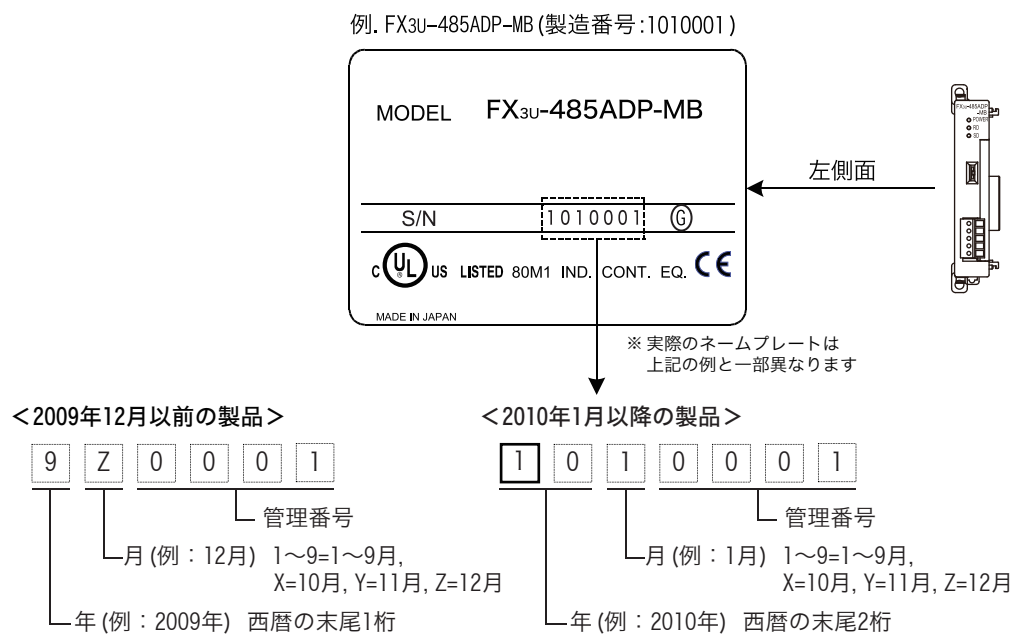 例. FX3U-485ADP-MB (製造番号:1010001)
MODEL FX3U-485ADP-MB
FX3U-485ADP
-MB
POWER
RD
SD
左側面
S/N 1010001 G
C UL ® US LISTED 80M1 IND. CONT. EQ. CE
MADE IN JAPAN
※ 実際のネームプレートは
上記の例と一部異なります
＜2009年12月以前の製品＞
9 Z 0 0 0 1
管理番号
月 (例：12月) 1～9=1～9月,
X=10月, Y=11月, Z=12月
年 (例：2009年) 西暦の末尾1桁
＜2010年1月以降の製品＞
1 0 1 0 0 0 1
管理番号
月 (例：1月) 1～9=1～9月,
X=10月, Y=11月, Z=12月
年 (例：2010年) 西暦の末尾2桁